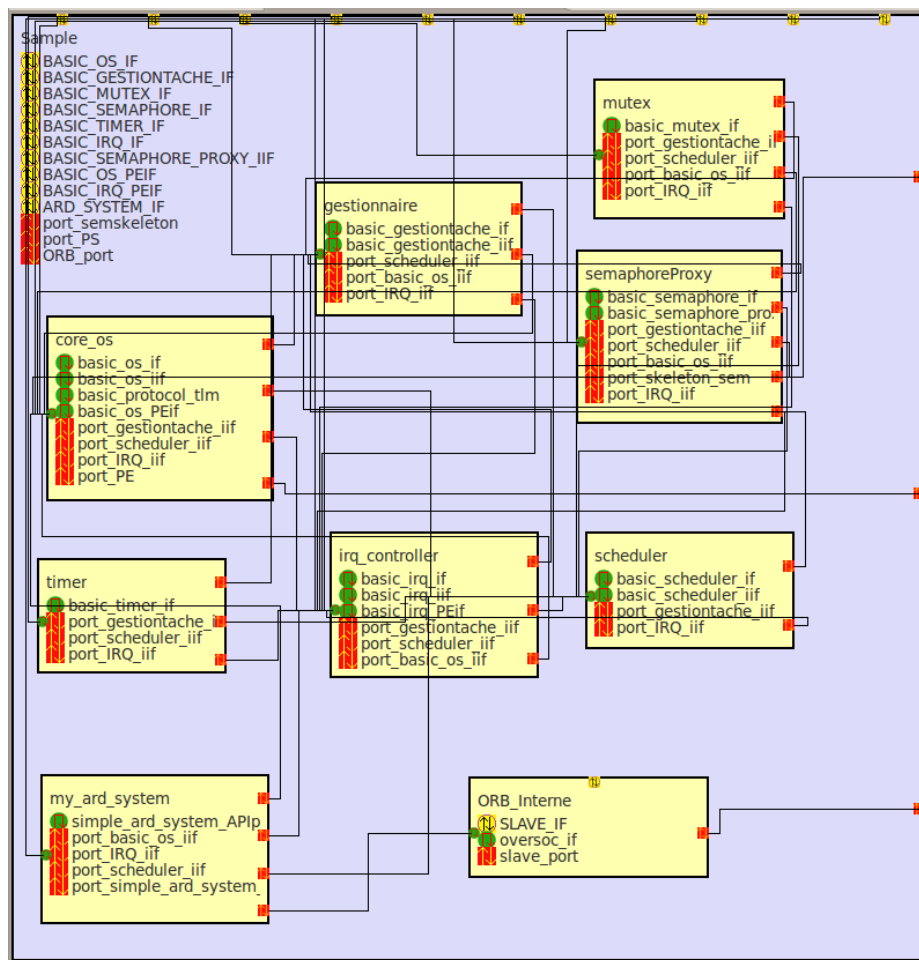 Sample
BASIC_OS_IF
BASIC_GESTIONTACHE_IF
BASIC_MUTEX_IF
BASIC_SEMAPHORE_IF
BASIC_TIMER_IF
BASIC_IRQ_IF
BASIC_SEMAPHORE_PROXY_IIF
BASIC_OS_PEIF
BASIC_IRQ_PEIF
ARD_SYSTEM_IF
port_semskeleton
port_PS
ORB_port
mutex
basic_mutex_if
port_gestiontache_iif
port_scheduler_iif
port_basic_os_iif
port_IRQ_iif
gestionnaire
basic_gestiontache_if
basic_gestiontache_iif
port_scheduler_iif
port_basic_os_iif
port_IRQ_iif
semaphoreProxy
basic_semaphore_if
basic_semaphore_pro
port_gestiontache_iif
port_scheduler_iif
port_basic_os_iif
port_skeleton_sem
port_IRQ_iif
core_os
basic_os_if
basic_os_iif
basic_protocol_tlm
basic_os_PEif
port_gestiontache_iif
port_scheduler_iif
port_IRQ_iif
port_PE
irq_controller
basic_irq_if
basic_irq_iif
basic_irq_PEif
port_gestiontache_iif
port_scheduler_iif
port_basic_os_iif
scheduler
basic_scheduler_if
basic_scheduler_iif
port_gestiontache_iif
port_IRQ_iif
timer
basic_timer_if
port_gestiontache_i
port_scheduler_iif
port_IRQ_iif
my_ard_system
simple_ard_system_APIp
port_basic_os_iif
port_IRQ_iif
port_scheduler_iif
port_simple_ard_system_
ORB_Interne
SLAVE_IF
oversoc_if
slave_port